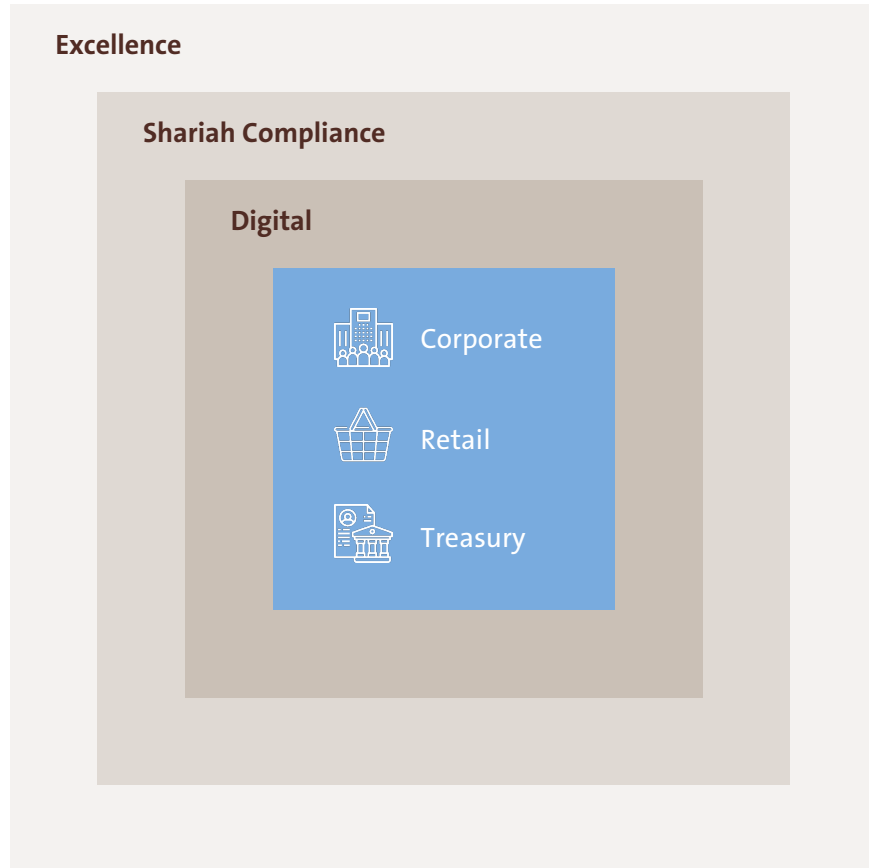 Excellence
Shariah Compliance
Digital
Corporate
Retail
Treasury